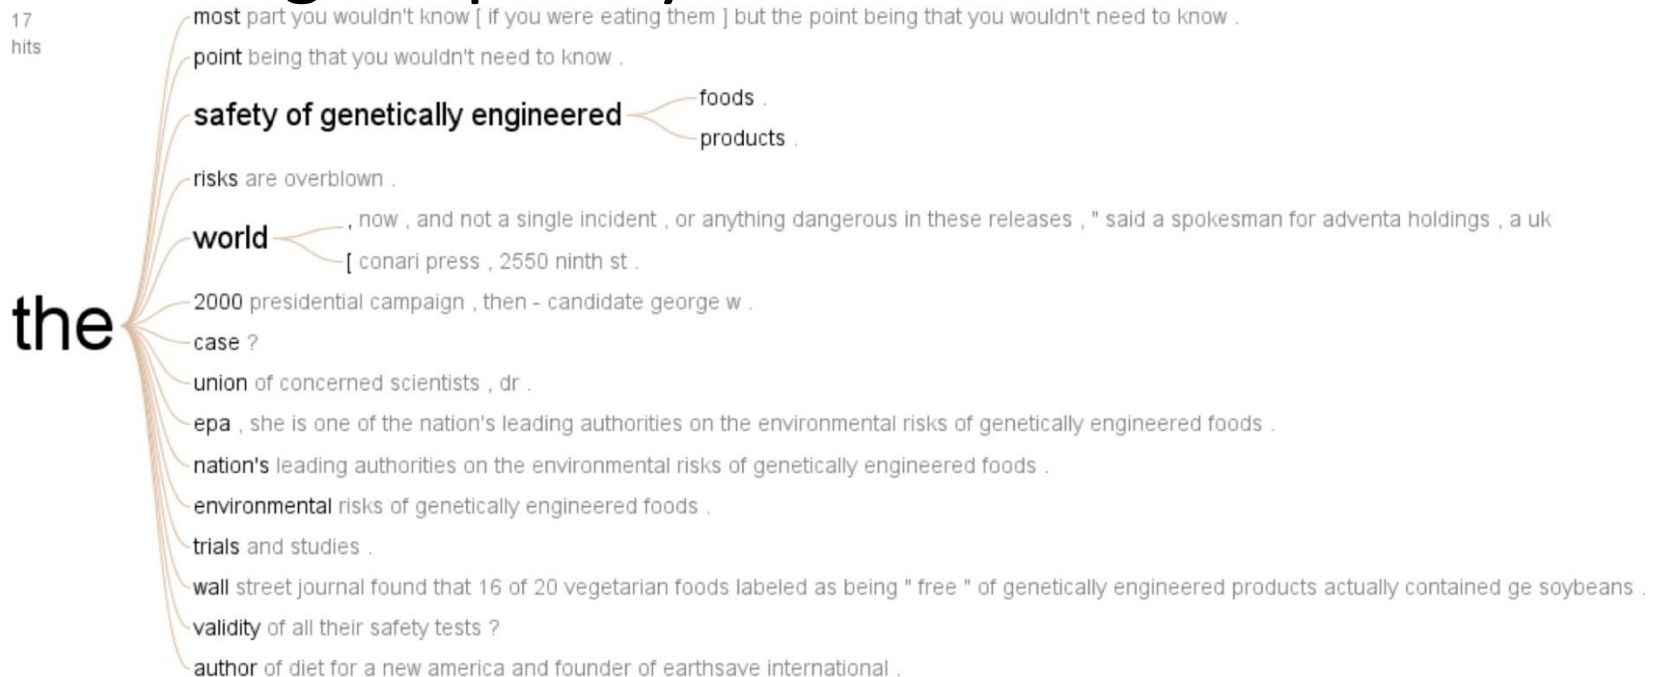 17
hits
most part you wouldn't know [ if you were eating them ] but the point being that you wouldn't need to know .
point being that you wouldn't need to know .
safety of genetically engineered
foods .
products .
risks are overblown .
world
, now , and not a single incident , or anything dangerous in these releases , " said a spokesman for adventa holdings , a uk
[ conari press , 2550 ninth st .
the
2000 presidential campaign , then - candidate george w .
case ?
union of concerned scientists , dr .
epa , she is one of the nation's leading authorities on the environmental risks of genetically engineered foods .
nation's leading authorities on the environmental risks of genetically engineered foods .
environmental risks of genetically engineered foods .
trials and studies .
wall street journal found that 16 of 20 vegetarian foods labeled as being " free " of genetically engineered products actually contained ge soybeans .
validity of all their safety tests ?
author of diet for a new america and founder of earthsave international .